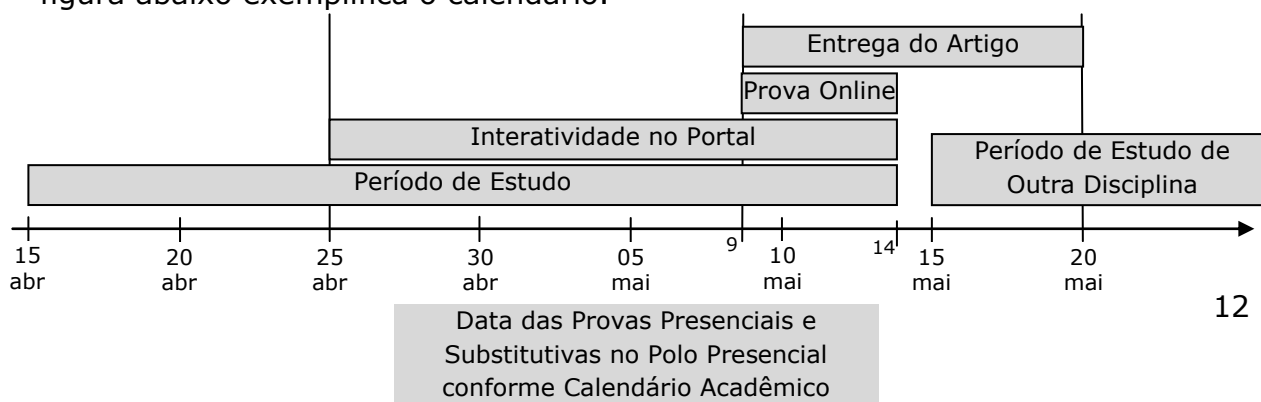 figura abaixo exemplifica o calendário.
Entrega do Artigo
Prova Online
Interatividade no Portal
Período de Estudo de
Outra Disciplina
Período de Estudo
15
abr
20
abr
25
abr
30
abr
05
mai
9
10
mai
14
15
mai
20
mai
12
Data das Provas Presenciais e
Substitutivas no Polo Presencial
conforme Calendário Acadêmico